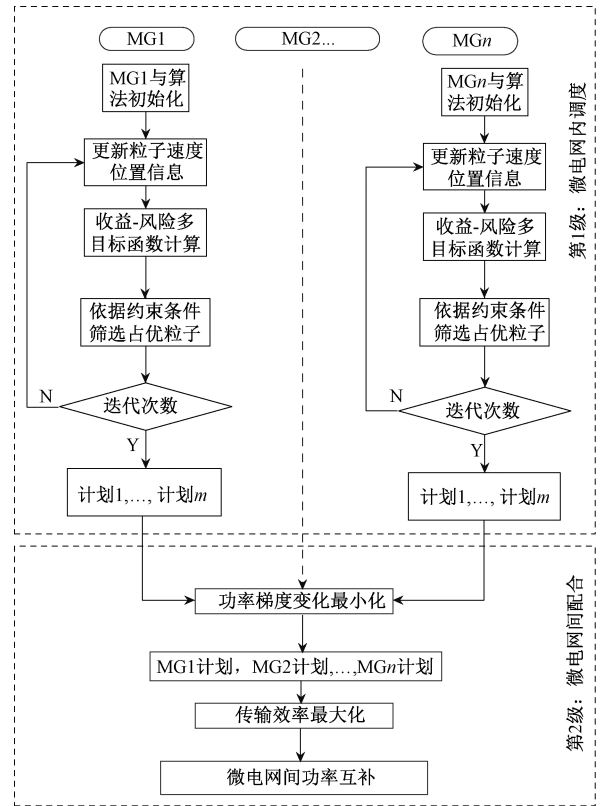 MG1
MG2...
MGn
MG1与算
法初始化
MGn与算
法初始化
更新粒子速度
位置信息
更新粒子速度
位置信息
收益-风险多
目标函数计算
收益-风险多
目标函数计算
依据约束条件
筛选占优粒子
依据约束条件
筛选占优粒子
N
迭代次数
N
迭代次数
Y
Y
计划1,…, 计划m
计划1,…, 计划m
第1级：微电网内调度
功率梯度变化最小化
MG1计划，MG2计划,…,MGn计划
传输效率最大化
微电网间功率互补
第2级：微电网间配合